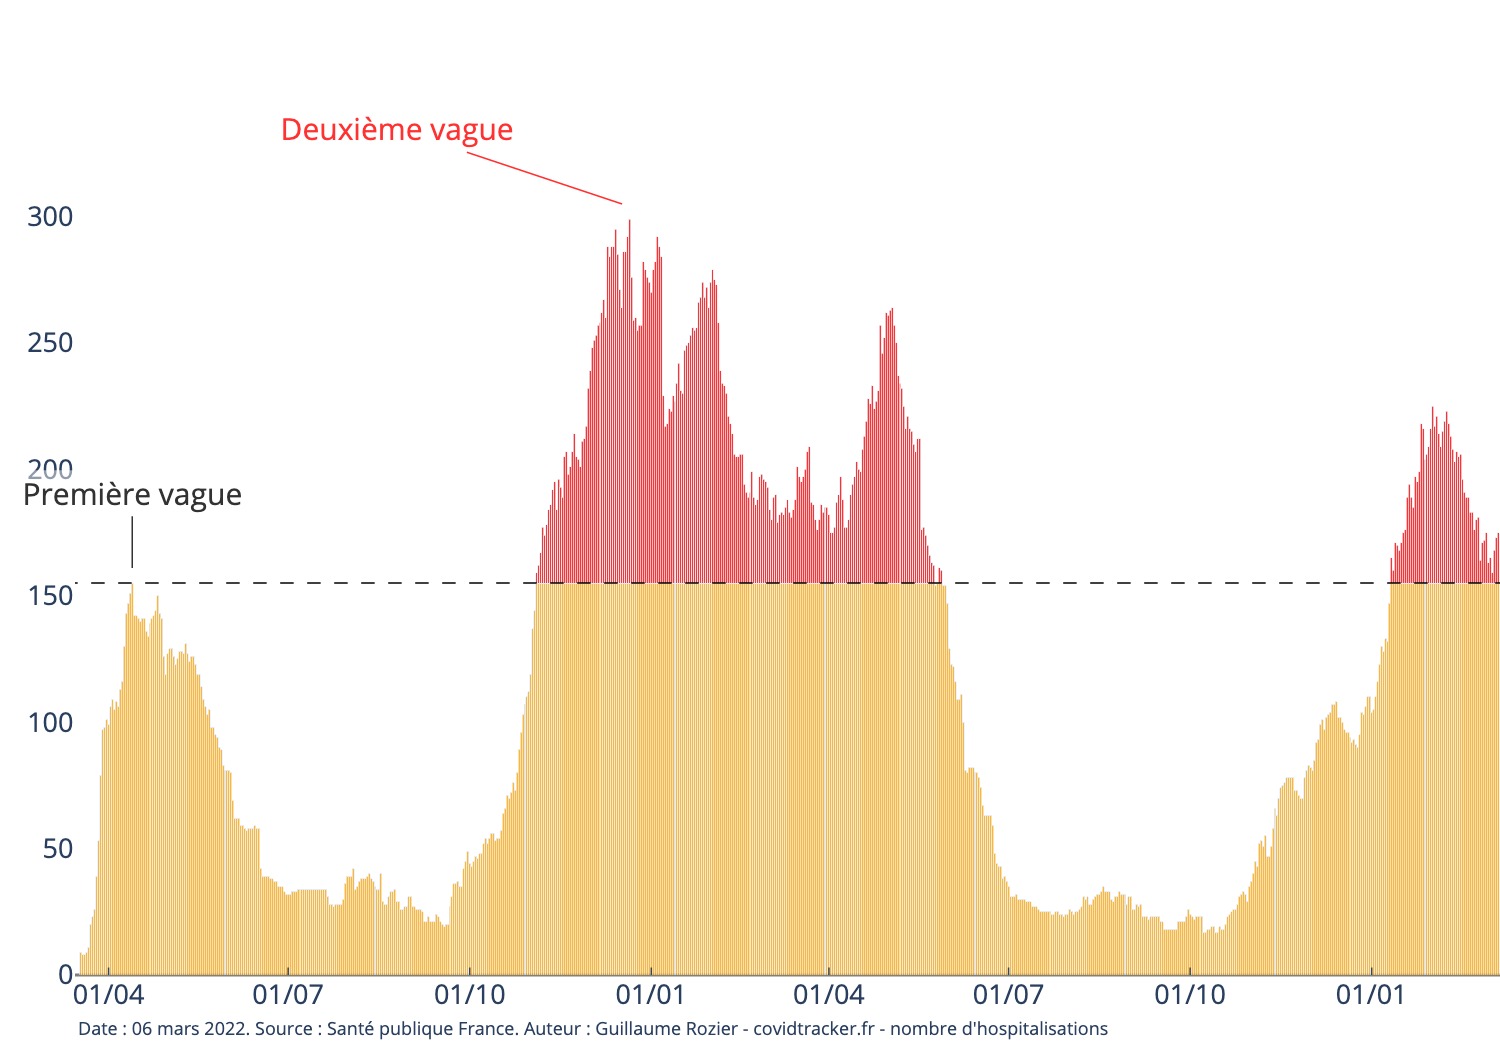 Deuxième vague
300
250
200
Première vague
150
100
50
0
01/04 01/07 01/10 01/01 01/04 01/07 01/10 01/01
Date : 06 mars 2022. Source : Santé publique France. Auteur : Guillaume Rozier - covidtracker.fr - nombre d'hospitalisations